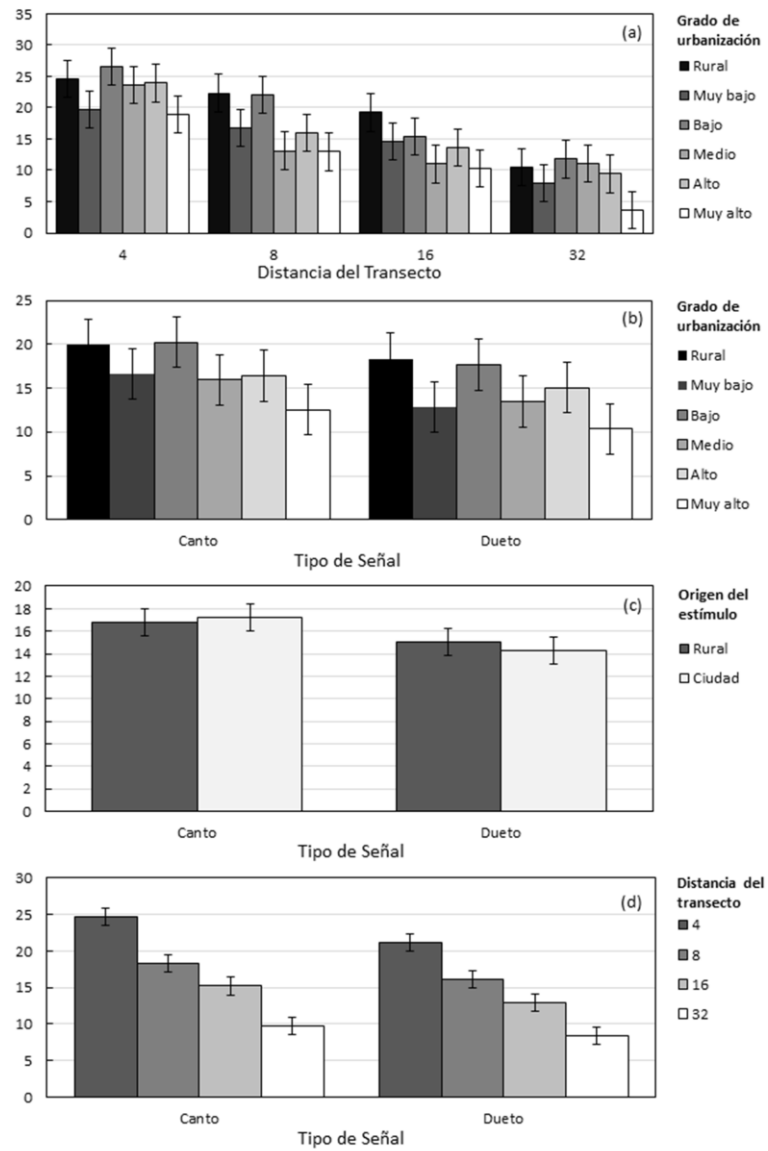 35
30
25
20
15
10
5
0
(a)
4 8 16 32
Distancia del Transecto
Grado de
urbanización
Rural
Muy bajo
Bajo
Medio
Alto
Muy alto
25
20
15
10
5
0
(b)
Canto Dueto
Tipo de Señal
Grado de
urbanización
Rural
Muy bajo
Bajo
Medio
Alto
Muy alto
20
18
16
14
12
10
8
6
4
2
0
(c)
Canto Dueto
Tipo de Señal
Origen del
estímulo
Rural
Ciudad
30
25
20
15
10
5
0
(d)
Canto Dueto
Tipo de Señal
Distancia del
transecto
4
8
16
32